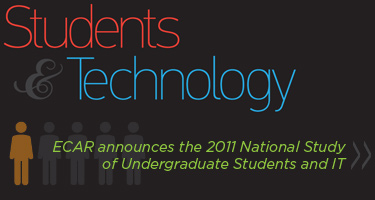 Students
& Technology
ECAR announces the 2011 National Study
of Undergraduate Students and IT